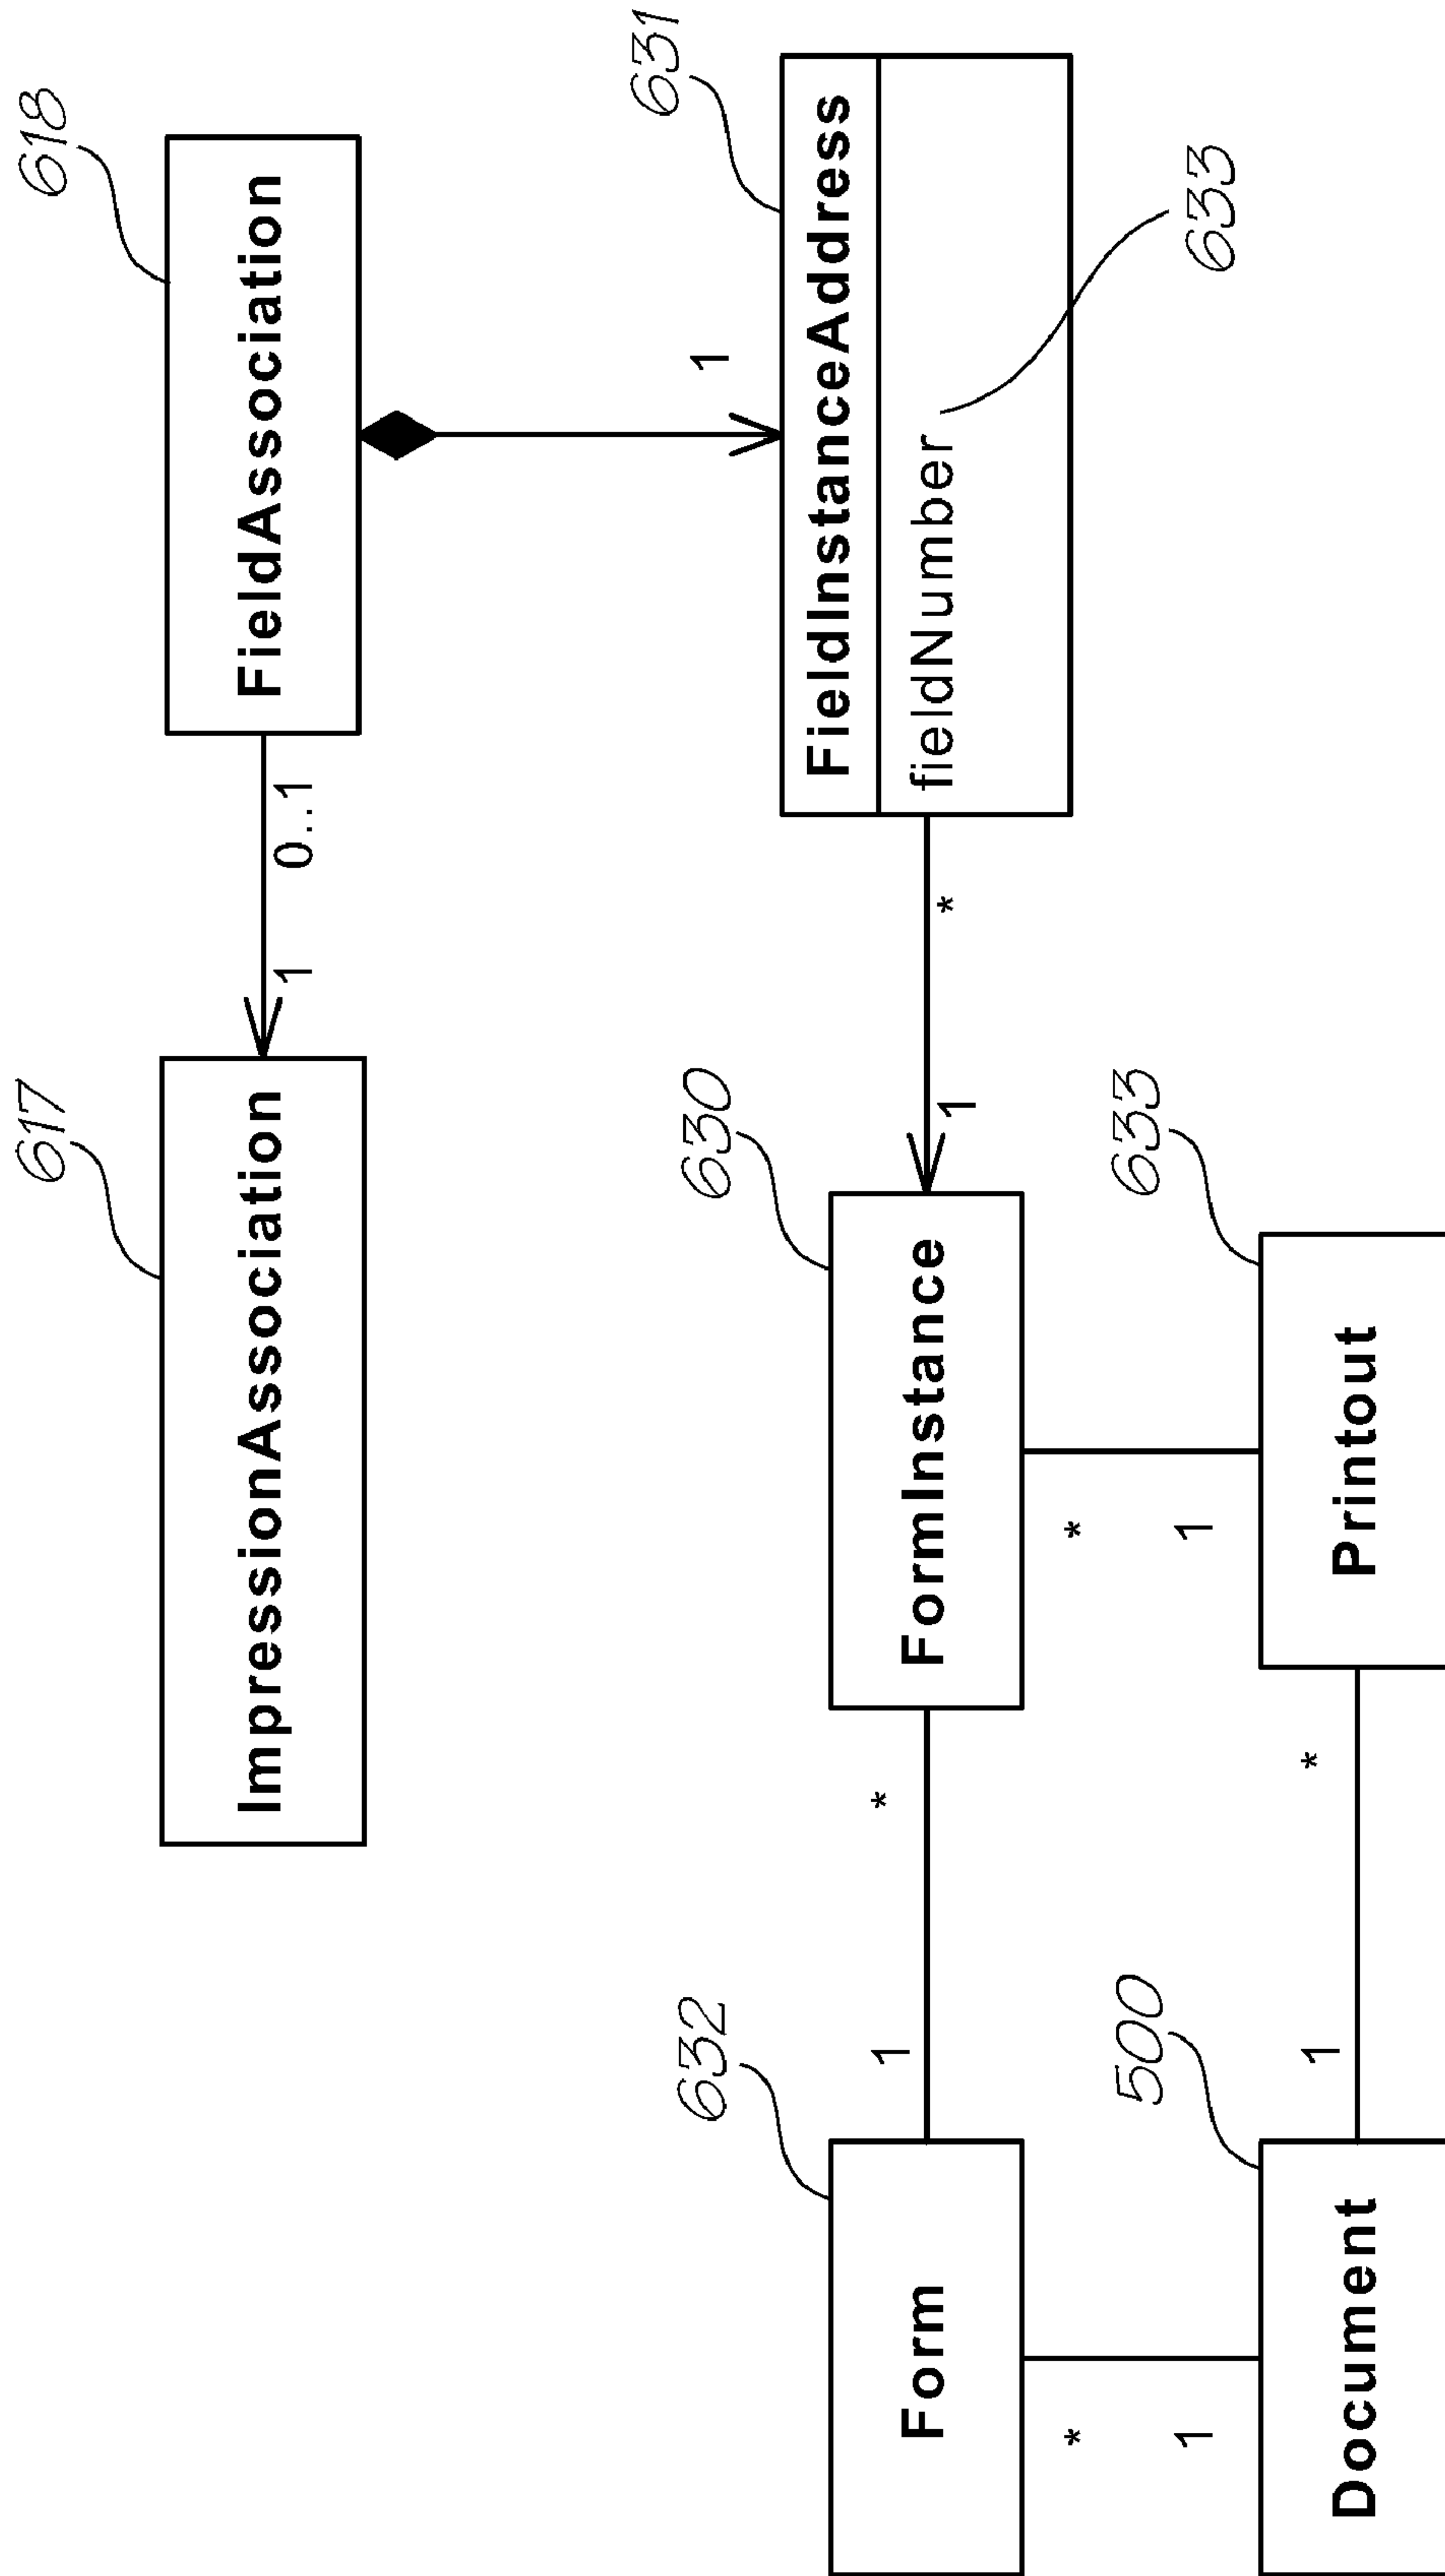 617
618
ImpressionAssociation
FieldAssociation
1
0..1
631
632
630
1
FieldInstanceAddress
1
*
Form
FormInstance
fieldNumber
1
*
*
*
500
633
1
1
633
1
*
Document
Printout